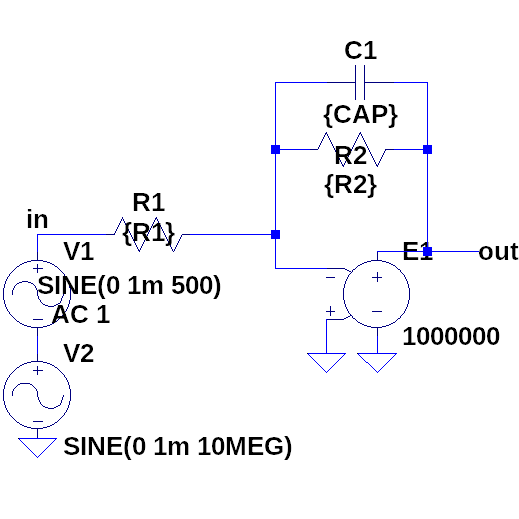 C1
{CAP}
R2
{R2}
R1
{R1}
in
V1
E1
out
SINE(0 1m 500)
AC 1
1000000
V2
SINE(0 1m 10MEG)